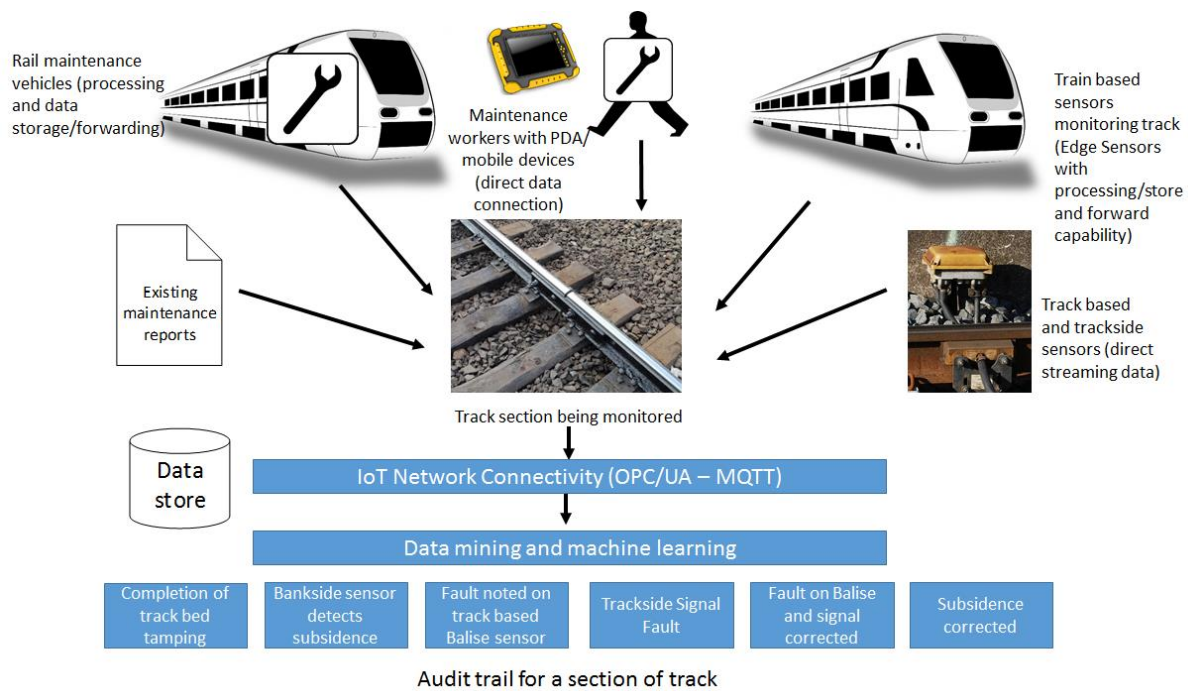 Rail maintenance
vehicles (processing
and data
storage/forwarding)
Maintenance
workers with PDA/
mobile devices
(direct data
connection)
Train based
sensors
monitoring track
(Edge Sensors
with
processing/store
and forward
capability)
Existing
maintenance
reports
Track based
and trackside
sensors (direct
streaming data)
Track section being monitored
Data
store
IoT Network Connectivity (OPC/UA – MQTT)
Data mining and machine learning
Completion of
track bed
tamping
Bankside sensor
detects
subsidence
Fault noted on
track based
Balise sensor
Trackside Signal
Fault
Fault on Balise
and signal
corrected
Subsidence
corrected
Audit trail for a section of track